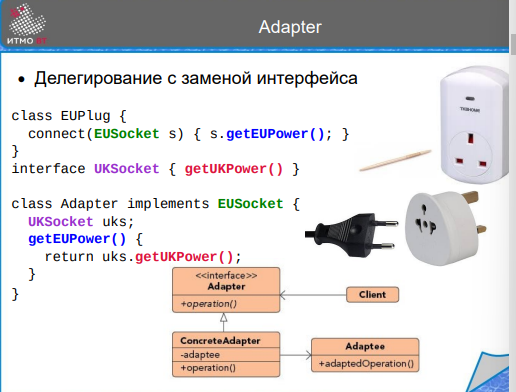 Adapter
ИТМО ВТ
• Делегирование с заменой интерфейса
class EUPlug {
connect(EUSocket s) { s.getEUPower(); }
}
interface UKSocket { getUKPower() }
class Adapter implements EUSocket {
UKSocket uks;
getEUPower() {
return uks.getUKPower();
}
}
<<interface>>
Adapter
+operation()
Client
ConcreteAdapter
-adaptee
+operation()
Adaptee
+adaptedOperation()